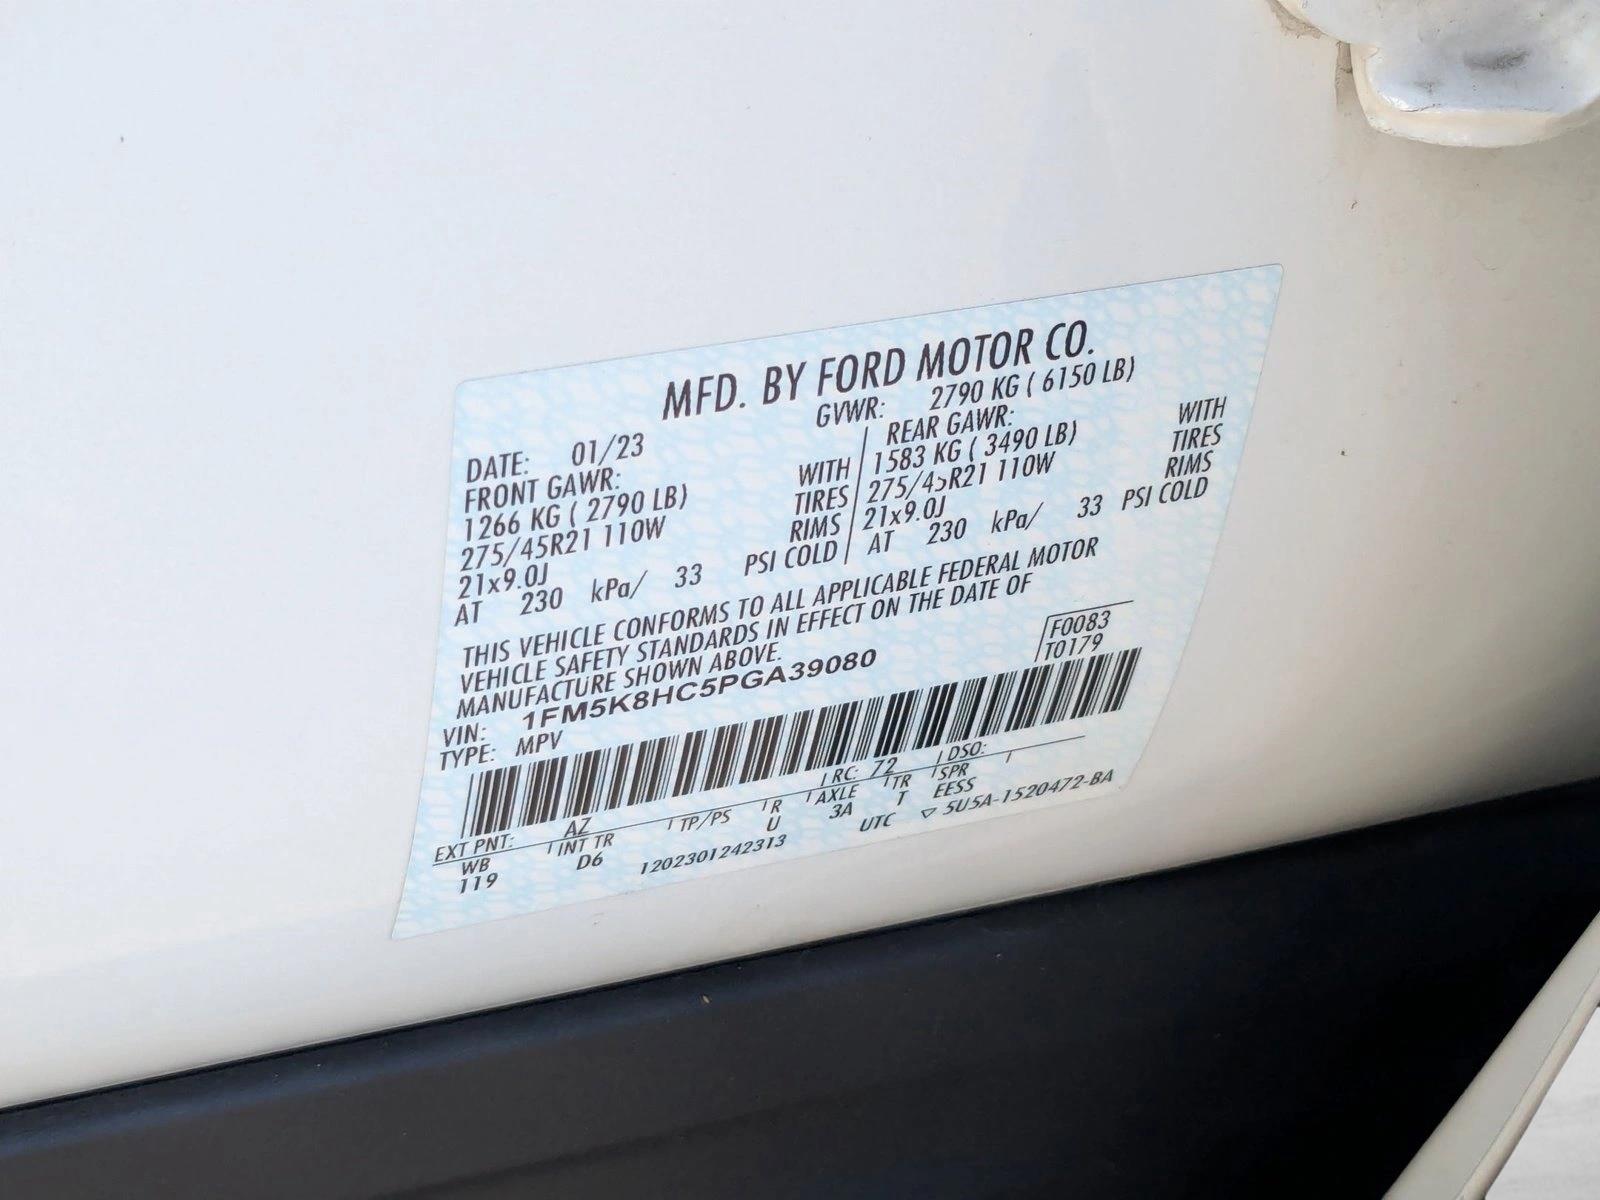 MFD. BY FORD MOTOR CO.
DATE: 01/23 GVWR: 2790 KG ( 6150 LB)
FRONT GAWR: REAR GAWR:
1266 KG ( 2790 LB) WITH 1583 KG ( 3490 LB) WITH
275/45R21 110W TIRES 275/45R21 110W TIRES
21x9.0J RIMS 21x9.0J RIMS
AT 230 kPa/ 33 PSI COLD AT 230 kPa/ 33 PSI COLD
THIS VEHICLE CONFORMS TO ALL APPLICABLE FEDERAL MOTOR
VEHICLE SAFETY STANDARDS IN EFFECT ON THE DATE OF
MANUFACTURE SHOWN ABOVE.
VIN: 1FM5K8HC5PGA39080 F0083
TYPE: MPV T0179
EXT PNT: AZ RC: 72 DSO:
WB INT TR TP/PS R AXLE TR SPR
119 D6 U 3A T EESS
1202301242313 UTC ▽ 5U5A-1520472-BA